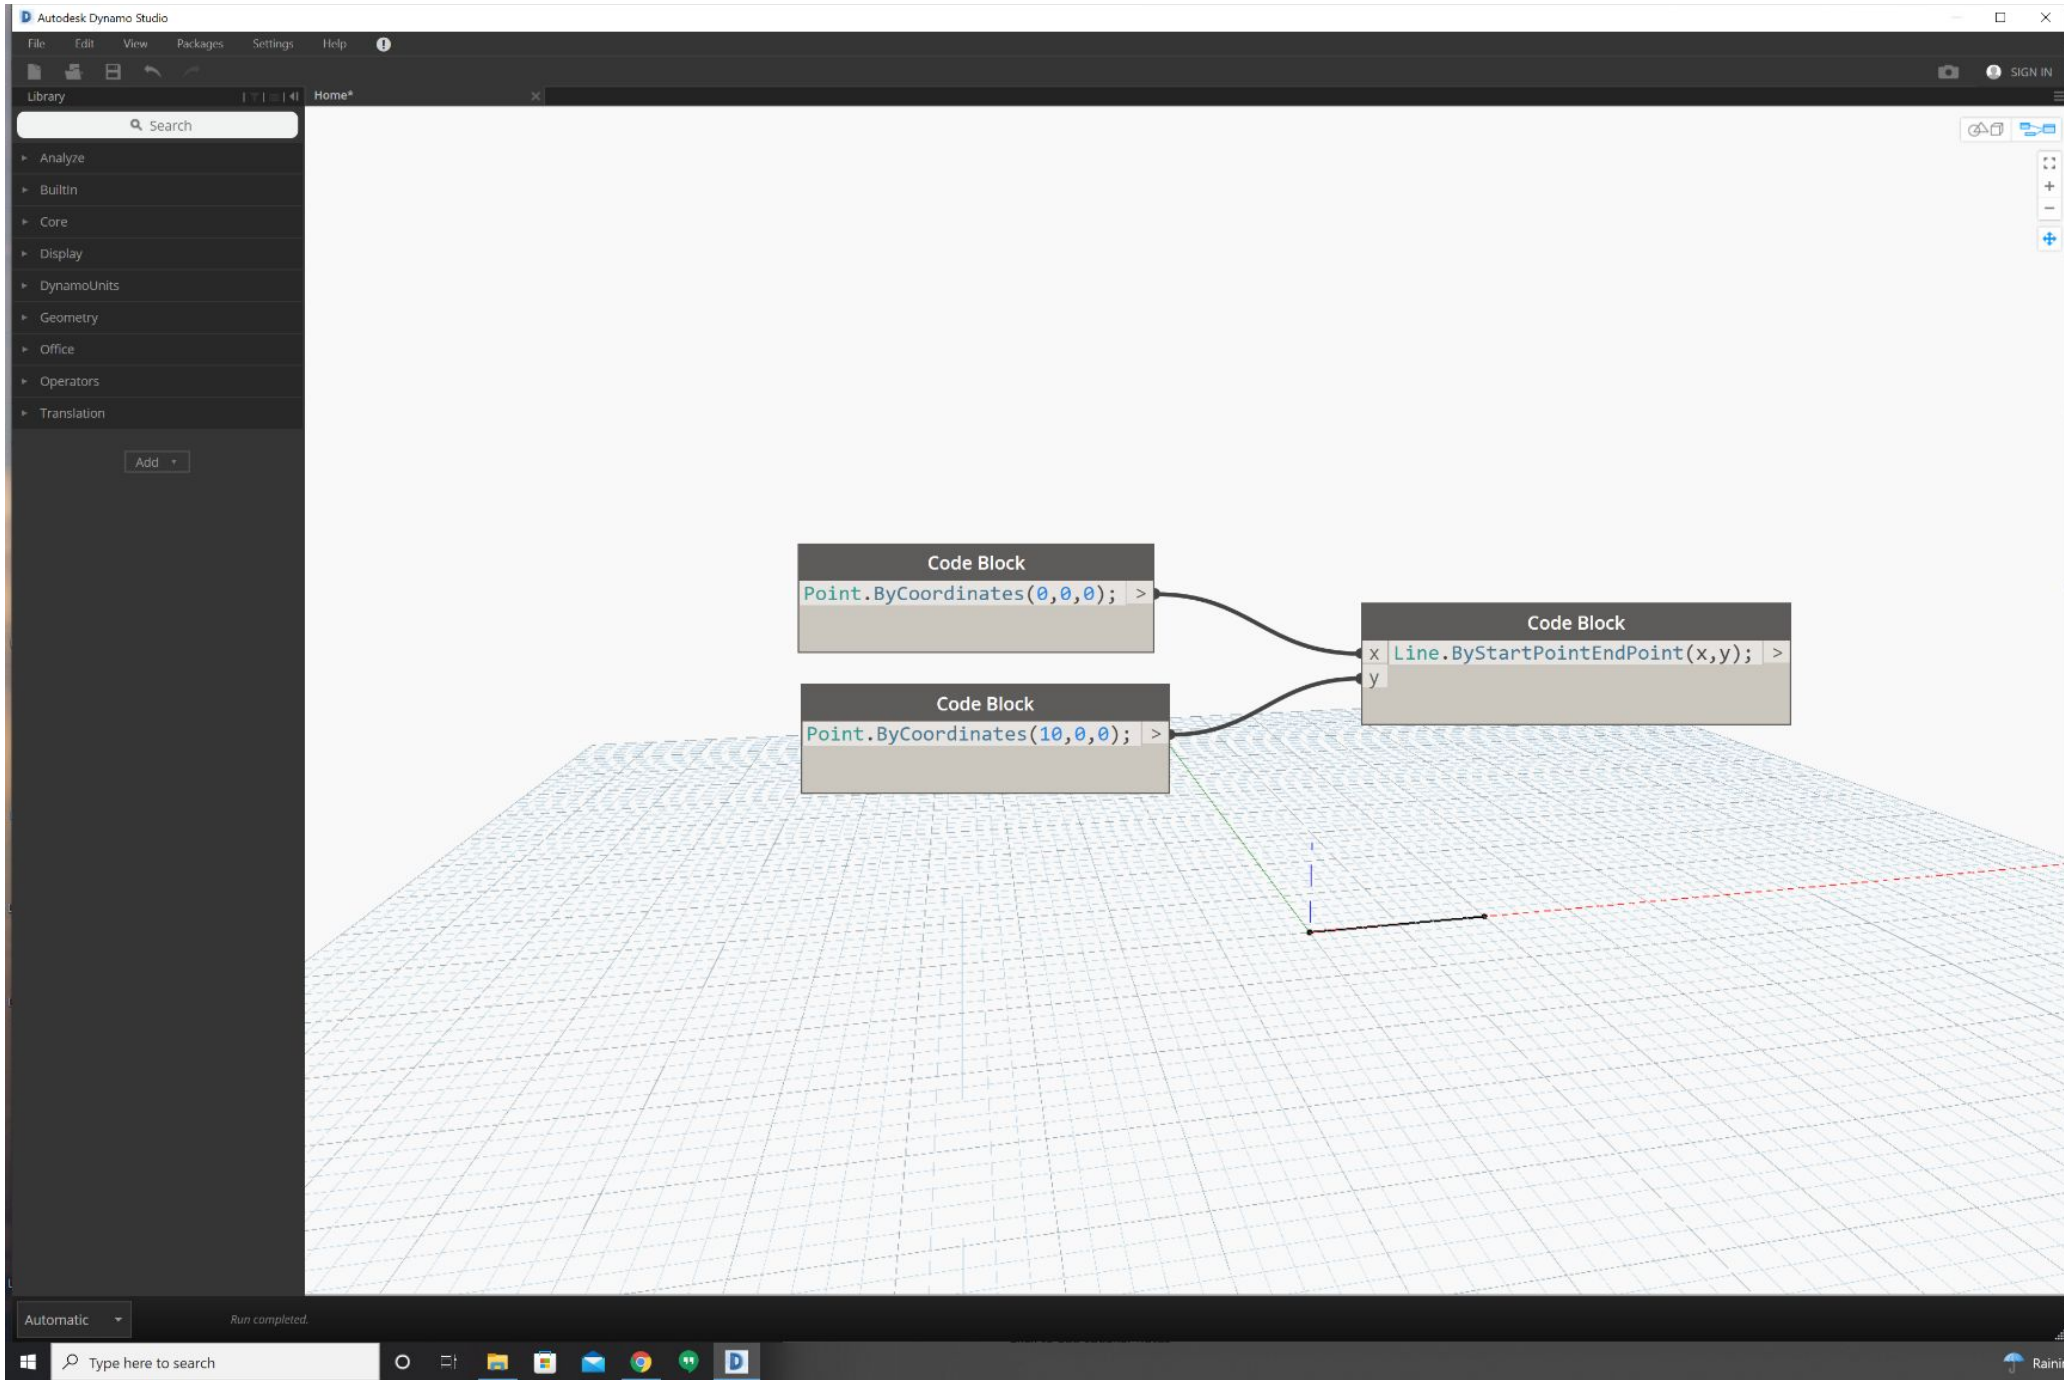 Autodesk Dynamo Studio
File Edit View Packages Settings Help
SIGN IN
Library
Home*
Search
Analyze
BuiltIn
Core
Display
DynamoUnits
Geometry
Office
Operators
Translation
Add
Code Block
Point.ByCoordinates(0,0,0); >
Code Block
x Line.ByStartPointEndPoint(x,y); >
y
Code Block
Point.ByCoordinates(10,0,0); >
Automatic
Run completed.
Type here to search